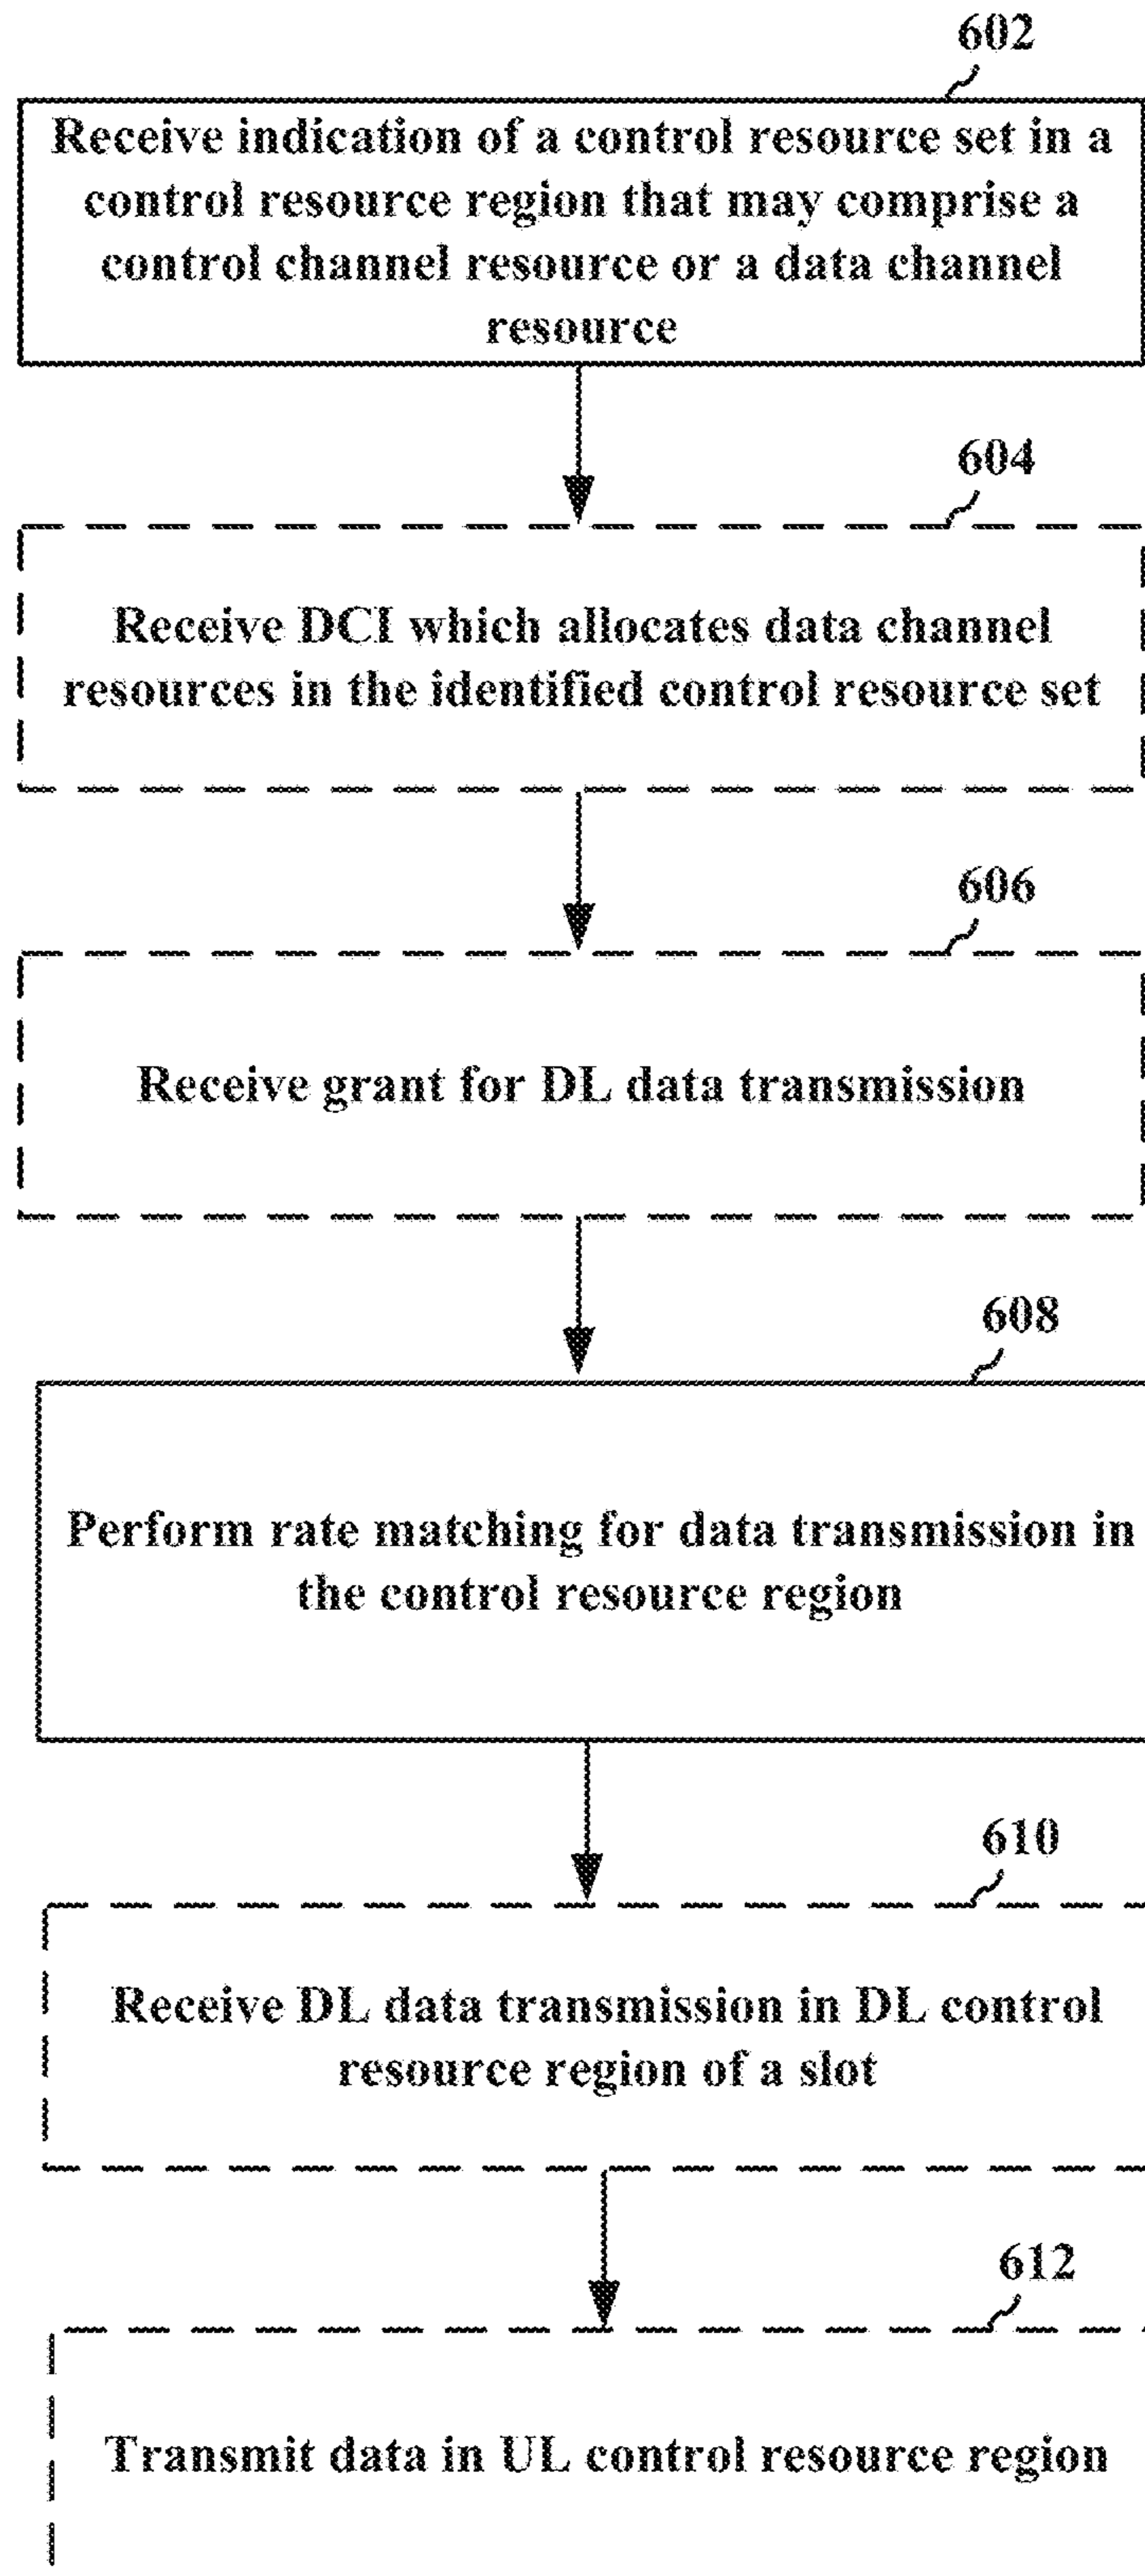 602
Receive indication of a control resource set in a
control resource region that may comprise a
control channel resource or a data channel
resource
604
Receive DCI which allocates data channel
resources in the identified control resource set
606
Receive grant for DL data transmission
608
Perform rate matching for data transmission in
the control resource region
610
Receive DL data transmission in DL control
resource region of a slot
612
Transmit data in UL control resource region